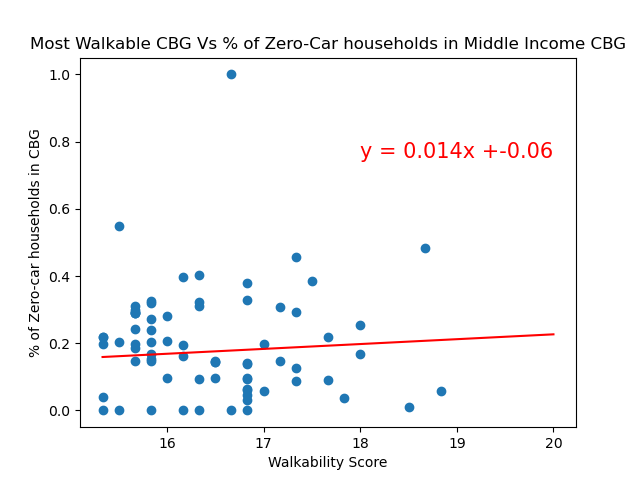 Most Walkable CBG Vs % of Zero-Car households in Middle Income CBG
1.0
0.8
0.6
0.4
0.2
0.0
% of Zero-car households in CBG
y = 0.014x +-0.06
16 17 18 19 20
Walkability Score